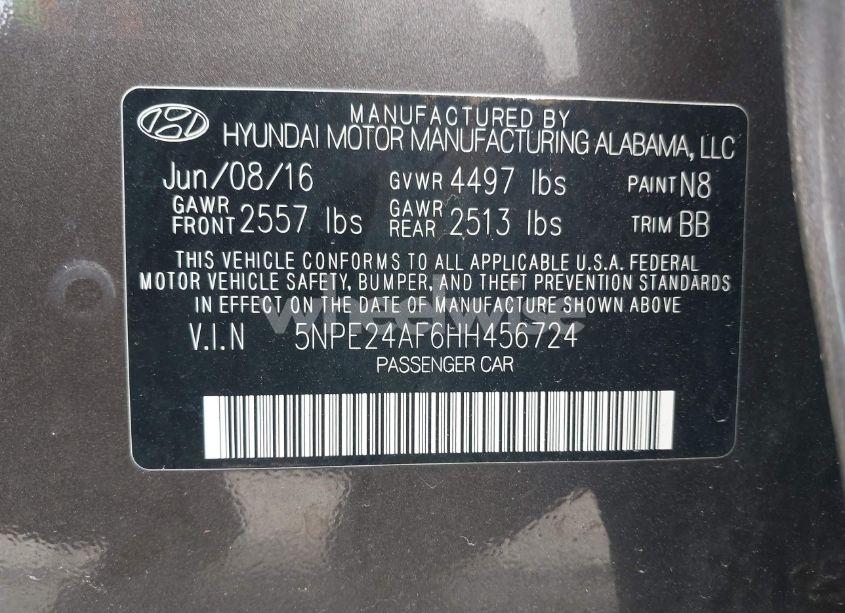 MANUFACTURED BY
HYUNDAI MOTOR MANUFACTURING ALABAMA, LLC
Jun/08/16 GVWR 4497 lbs PAINT N8
GAWR FRONT 2557 lbs GAWR REAR 2513 lbs TRIM BB
THIS VEHICLE CONFORMS TO ALL APPLICABLE U.S.A. FEDERAL
MOTOR VEHICLE SAFETY, BUMPER, AND THEFT PREVENTION STANDARDS
IN EFFECT ON THE DATE OF MANUFACTURE SHOWN ABOVE
wheelwise
V.I.N 5NPE24AF6HH456724
PASSENGER CAR